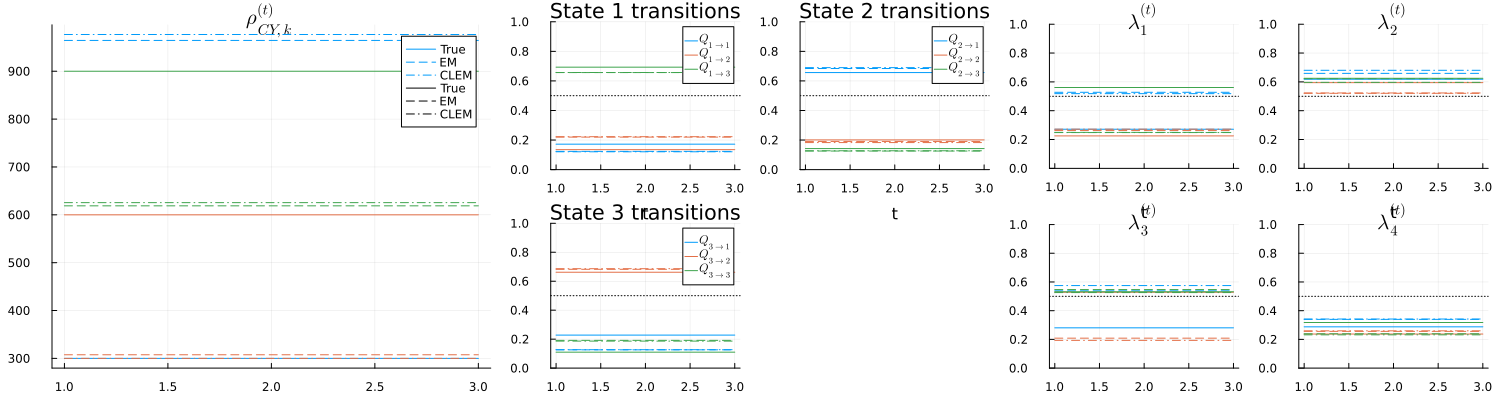 ρ_{CY,k}^{(t)}
900
800
700
600
500
400
300
1.0 1.5 2.0 2.5 3.0
True
EM
CLEM
True
EM
CLEM
State 1 transitions
1.0
0.8
0.6
0.4
0.2
0.0
1.0 1.5 2.0 2.5 3.0
Q_{1→1}
Q_{1→2}
Q_{1→3}
State 2 transitions
1.0
0.8
0.6
0.4
0.2
0.0
1.0 1.5 2.0 2.5 3.0
t
Q_{2→1}
Q_{2→2}
Q_{2→3}
λ_1^{(t)}
1.0
0.8
0.6
0.4
0.2
0.0
1.0 1.5 2.0 2.5 3.0
λ_2^{(t)}
1.0
0.8
0.6
0.4
0.2
0.0
1.0 1.5 2.0 2.5 3.0
State 3 transitions
1.0
0.8
0.6
0.4
0.2
0.0
1.0 1.5 2.0 2.5 3.0
Q_{3→1}
Q_{3→2}
Q_{3→3}
λ_3^{(t)}
1.0
0.8
0.6
0.4
0.2
0.0
1.0 1.5 2.0 2.5 3.0
λ_4^{(t)}
1.0
0.8
0.6
0.4
0.2
0.0
1.0 1.5 2.0 2.5 3.0